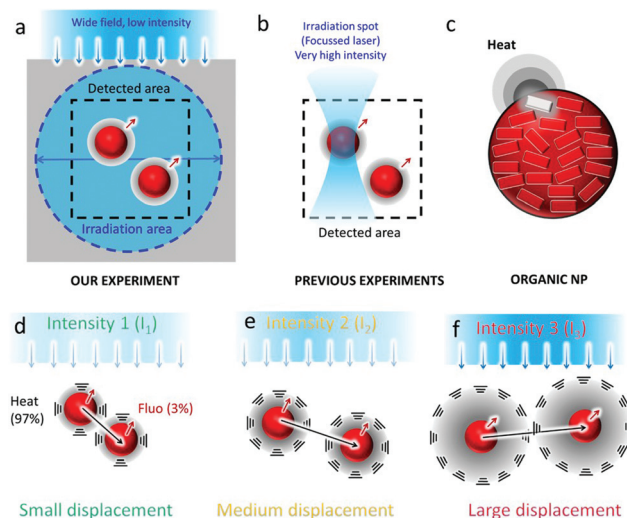 a
Wide field, low intensity
Detected area
Irradiation area
OUR EXPERIMENT
b
Irradiation spot
(Focussed laser)
Very high intensity
Detected area
PREVIOUS EXPERIMENTS
c
Heat
ORGANIC NP
d
Intensity 1 (I₁)
Heat
(97%)
Fluo (3%)
Small displacement
e
Intensity 2 (I₂)
Medium displacement
f
Intensity 3 (I₃)
Large displacement